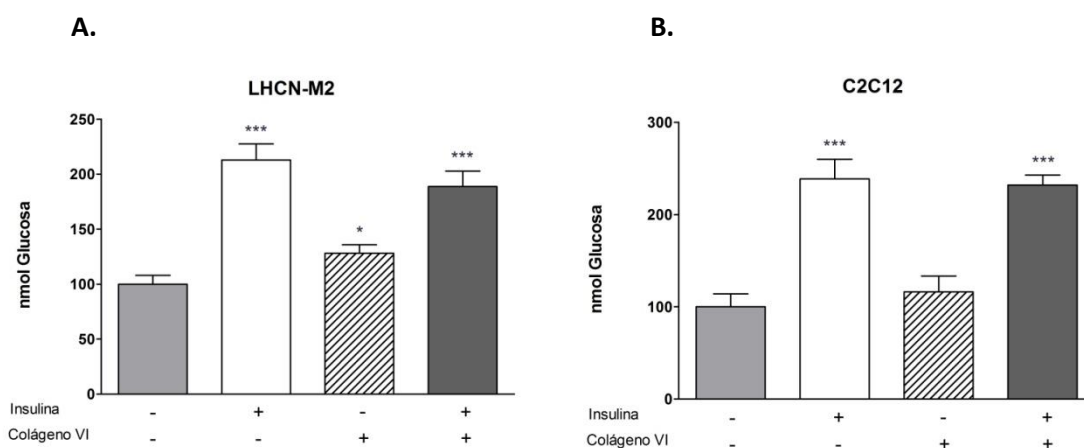 A.
LHCN-M2
250
200
150
100
50
0
nmol Glucosa
***
*
***
Insulina - + - +
Colágeno VI - - + +
B.
C2C12
300
200
100
0
nmol Glucosa
***
***
Insulina - + - +
Colágeno VI - - + +